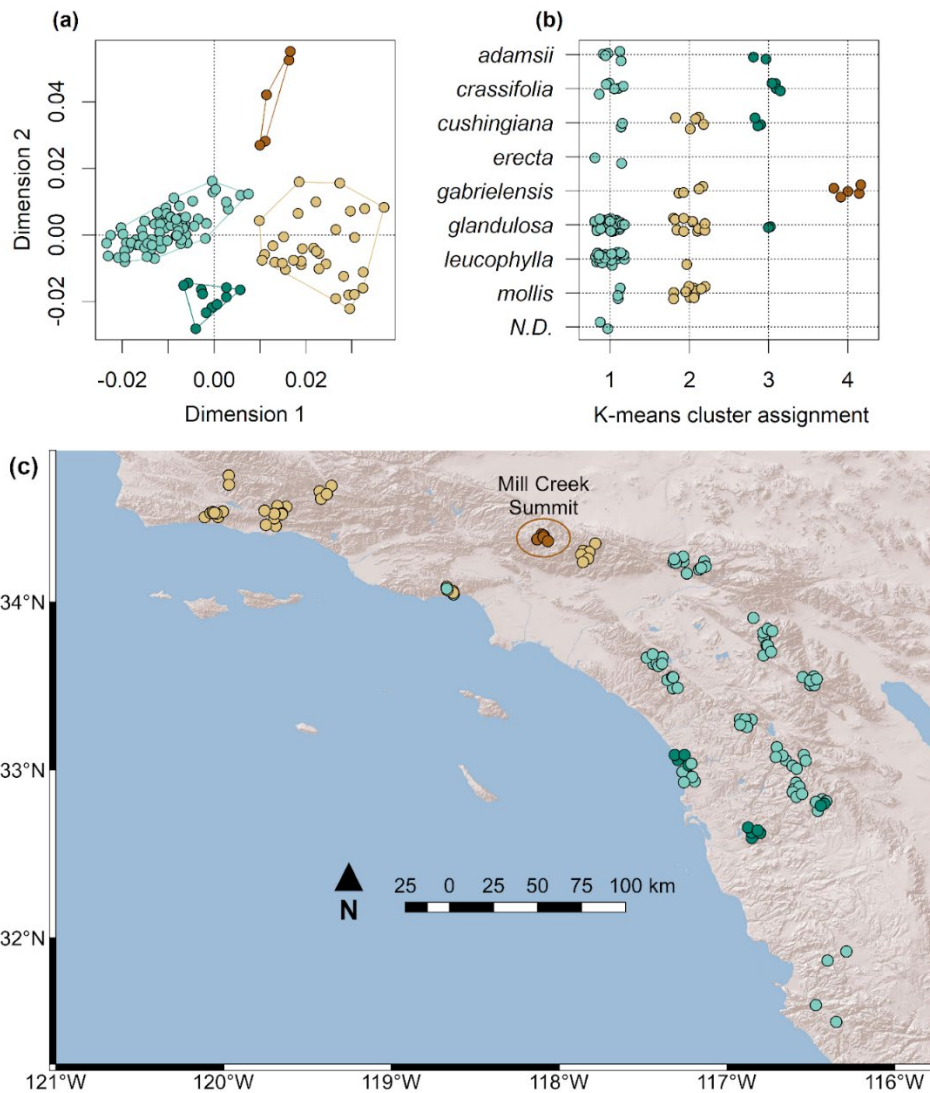 (a)
Dimension 2
0.04
0.02
0.00
-0.02
-0.02 0.00 0.02
Dimension 1
(b)
adamsii
crassifolia
cushingiana
erecta
gabrielensis
glandulosa
leucophylla
mollis
N.D.
1 2 3 4
K-means cluster assignment
(c)
Mill Creek
Summit
34°N
33°N
32°N
N
25 0 25 50 75 100 km
121°W 120°W 119°W 118°W 117°W 116°W